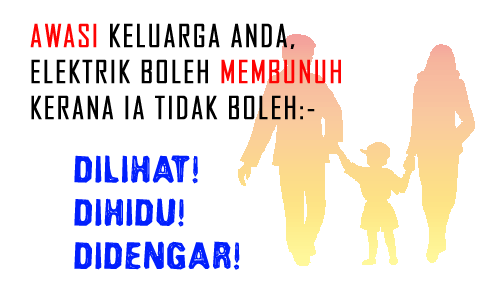 AWASI KELUARGA ANDA,
ELEKTRIK BOLEH MEMBUNUH
KERANA IA TIDAK BOLEH:-
DILIHAT!
DIHIDU!
DIDENGAR!